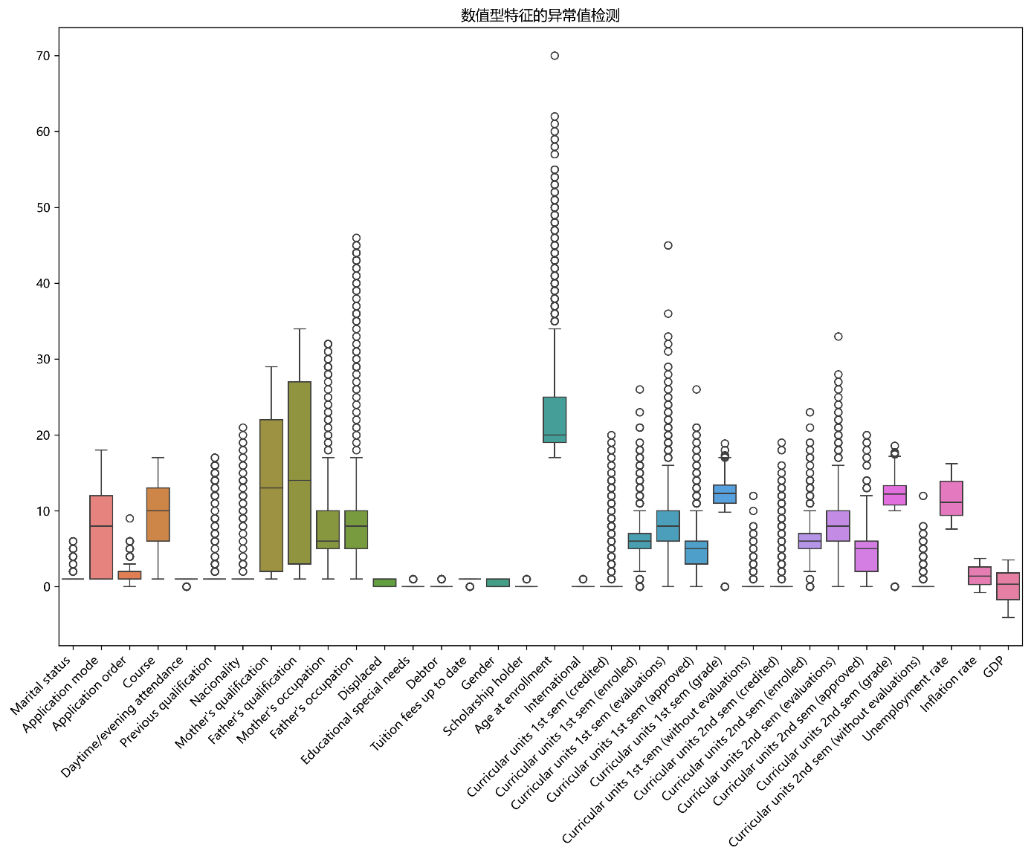 数值型特征的异常值检测
70
60
50
40
30
20
10
0
Marital status
Application mode
Application order
Course
Daytime/evening attendance
Previous qualification
Nacionality
Mother's qualification
Father's qualification
Mother's occupation
Father's occupation
Displaced
Educational special needs
Debtor
Tuition fees up to date
Gender
Scholarship holder
Age at enrollment
International
Curricular units 1st sem (credited)
Curricular units 1st sem (enrolled)
Curricular units 1st sem (evaluations)
Curricular units 1st sem (approved)
Curricular units 1st sem (grade)
Curricular units 1st sem (without evaluations)
Curricular units 2nd sem (credited)
Curricular units 2nd sem (enrolled)
Curricular units 2nd sem (evaluations)
Curricular units 2nd sem (approved)
Curricular units 2nd sem (grade)
Curricular units 2nd sem (without evaluations)
Unemployment rate
Inflation rate
GDP